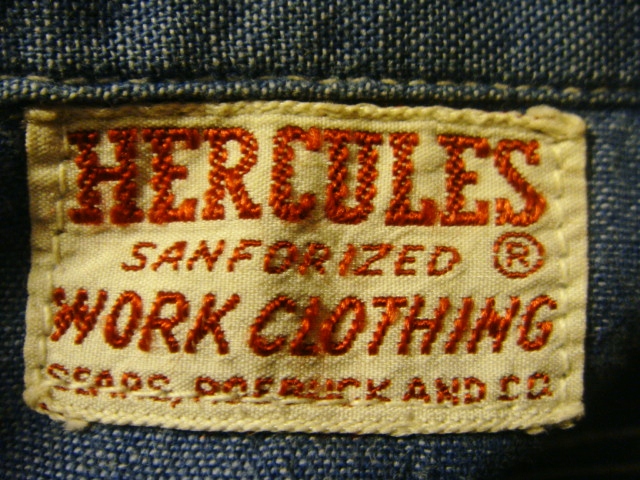 HERCULES
SANFORIZED ®
WORK CLOTHING
SEARS, ROEBUCK AND CO